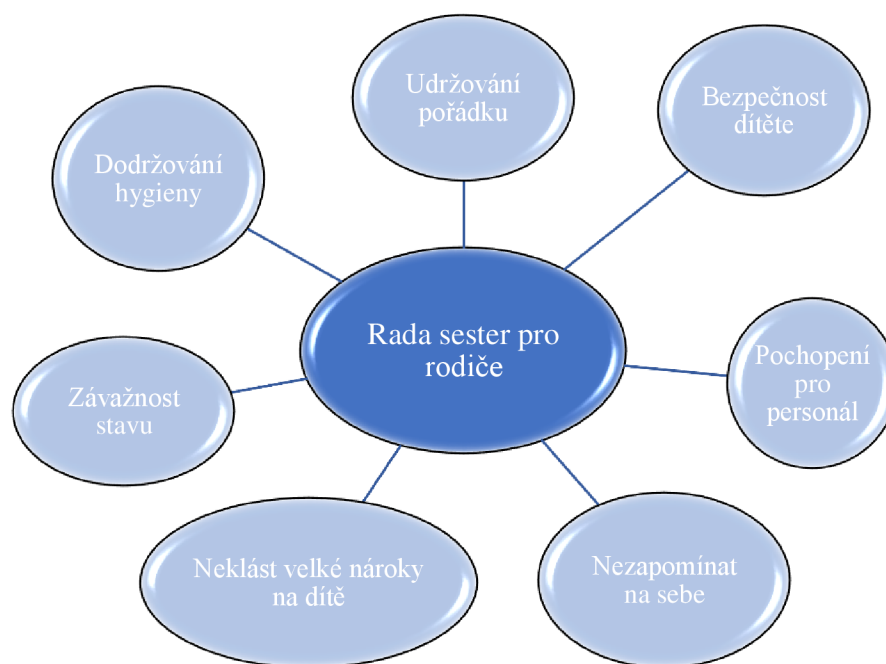 Udržování
pořádku
Bezpečnost
dítěte
Dodržování
hygieny
Rada sester pro
rodiče
Pochopení
pro
personál
Závažnost
stavu
Neklást velké nároky
na dítě
Nezapomínat
na sebe